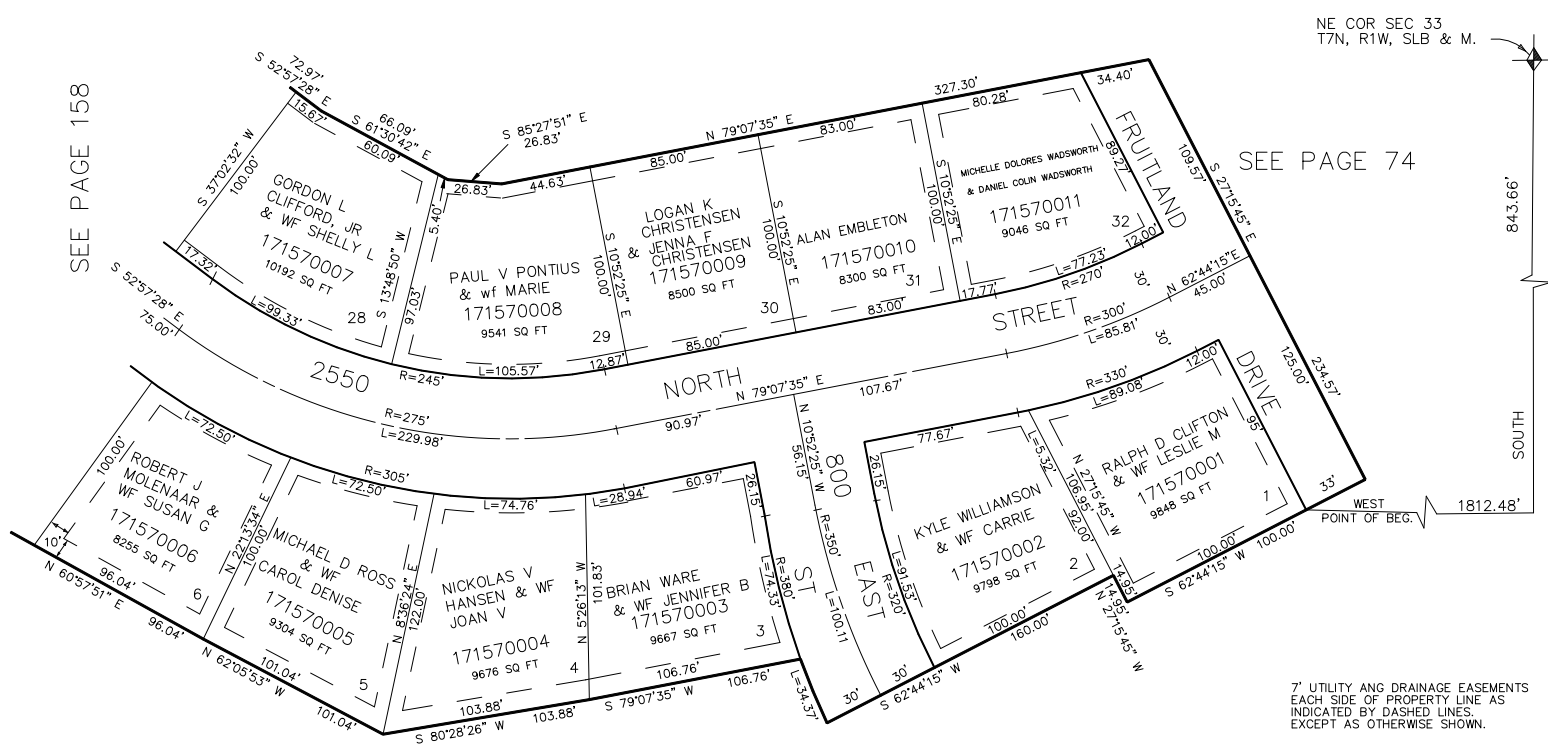 NE COR SEC 33
T7N, R1W, SLB & M.
SEE PAGE 158
SEE PAGE 74
S 52°57'28" E
72.97'
S 61°30'42" E
66.09'
S 85°27'51" E
26.83'
N 79°07'35" E
327.30'
34.40'
15.67'
60.09'
26.83'
44.63'
85.00'
83.00'
80.28'
S 37°02'32" W
100.00'
GORDON L
CLIFFORD, JR
& WF SHELLY L
171570007
10192 SQ FT
28
17.32'
L=99.33'
S 13°48'50" W
5.40'
97.03'
PAUL V PONTIUS
& wf MARIE
171570008
9541 SQ FT
29
L=105.57'
12.87'
R=245'
S 10°52'25" E
100.00'
LOGAN K
CHRISTENSEN
& JENNA F
CHRISTENSEN
171570009
8500 SQ FT
30
85.00'
S 10°52'25" E
100.00'
ALAN EMBLETON
171570010
8300 SQ FT
31
83.00'
S 10°52'25" E
100.00'
MICHELLE DOLORES WADSWORTH
& DANIEL COLIN WADSWORTH
171570011
9046 SQ FT
32
17.77'
L=77.23'
R=270'
12.00'
89.27'
FRUITLAND
DRIVE
109.57'
S 27°15'45" E
234.57'
125.00'
843.66'
SOUTH
1812.48'
WEST
POINT OF BEG.
33'
S 52°57'28" E
75.00'
2550
NORTH
STREET
R=275'
L=229.98'
90.97'
N 79°07'35" E
107.67'
R=300'
L=85.81'
30'
30'
N 62°44'15"E
45.00'
100.00'
ROBERT J
MOLENAAR &
WF SUSAN G
171570006
8255 SQ FT
6
L=72.50'
10'
96.04'
N 60°57'51" E
96.04'
N 22°13'34" E
100.00'
R=305'
L=72.50'
MICHAEL D ROSS
& WF
CAROL DENISE
171570005
9304 SQ FT
5
101.04'
N 62°05'53" W
101.04'
N 8°36'24" E
122.00'
L=74.76'
NICKOLAS V
HANSEN & WF
JOAN V
171570004
9676 SQ FT
4
103.88'
S 80°28'26" W
103.88'
N 5°26'13" W
101.83'
L=28.94'
60.97'
26.15'
BRIAN WARE
& WF JENNIFER B
171570003
9667 SQ FT
3
106.76'
S 79°07'35" W
106.76'
R=380'
L=74.33'
L=34.37'
N 10°52'25" W
56.15'
800
EAST
ST
R=350'
L=100.11
30'
30'
77.67'
26.15'
L=91.53'
R=320'
KYLE WILLIAMSON
& WF CARRIE
171570002
9798 SQ FT
2
100.00'
160.00'
S 62°44'15" W
L=5.32'
N 27°15'45" W
106.95'
92.00'
14.95'
14.95'
N 27°15'45" W
R=330'
L=89.08'
12.00'
95'
RALPH D CLIFTON
& WF LESLIE M
171570001
9848 SQ FT
1
100.00'
S 62°44'15" W
100.00'
7' UTILITY ANG DRAINAGE EASEMENTS
EACH SIDE OF PROPERTY LINE AS
INDICATED BY DASHED LINES.
EXCEPT AS OTHERWISE SHOWN.